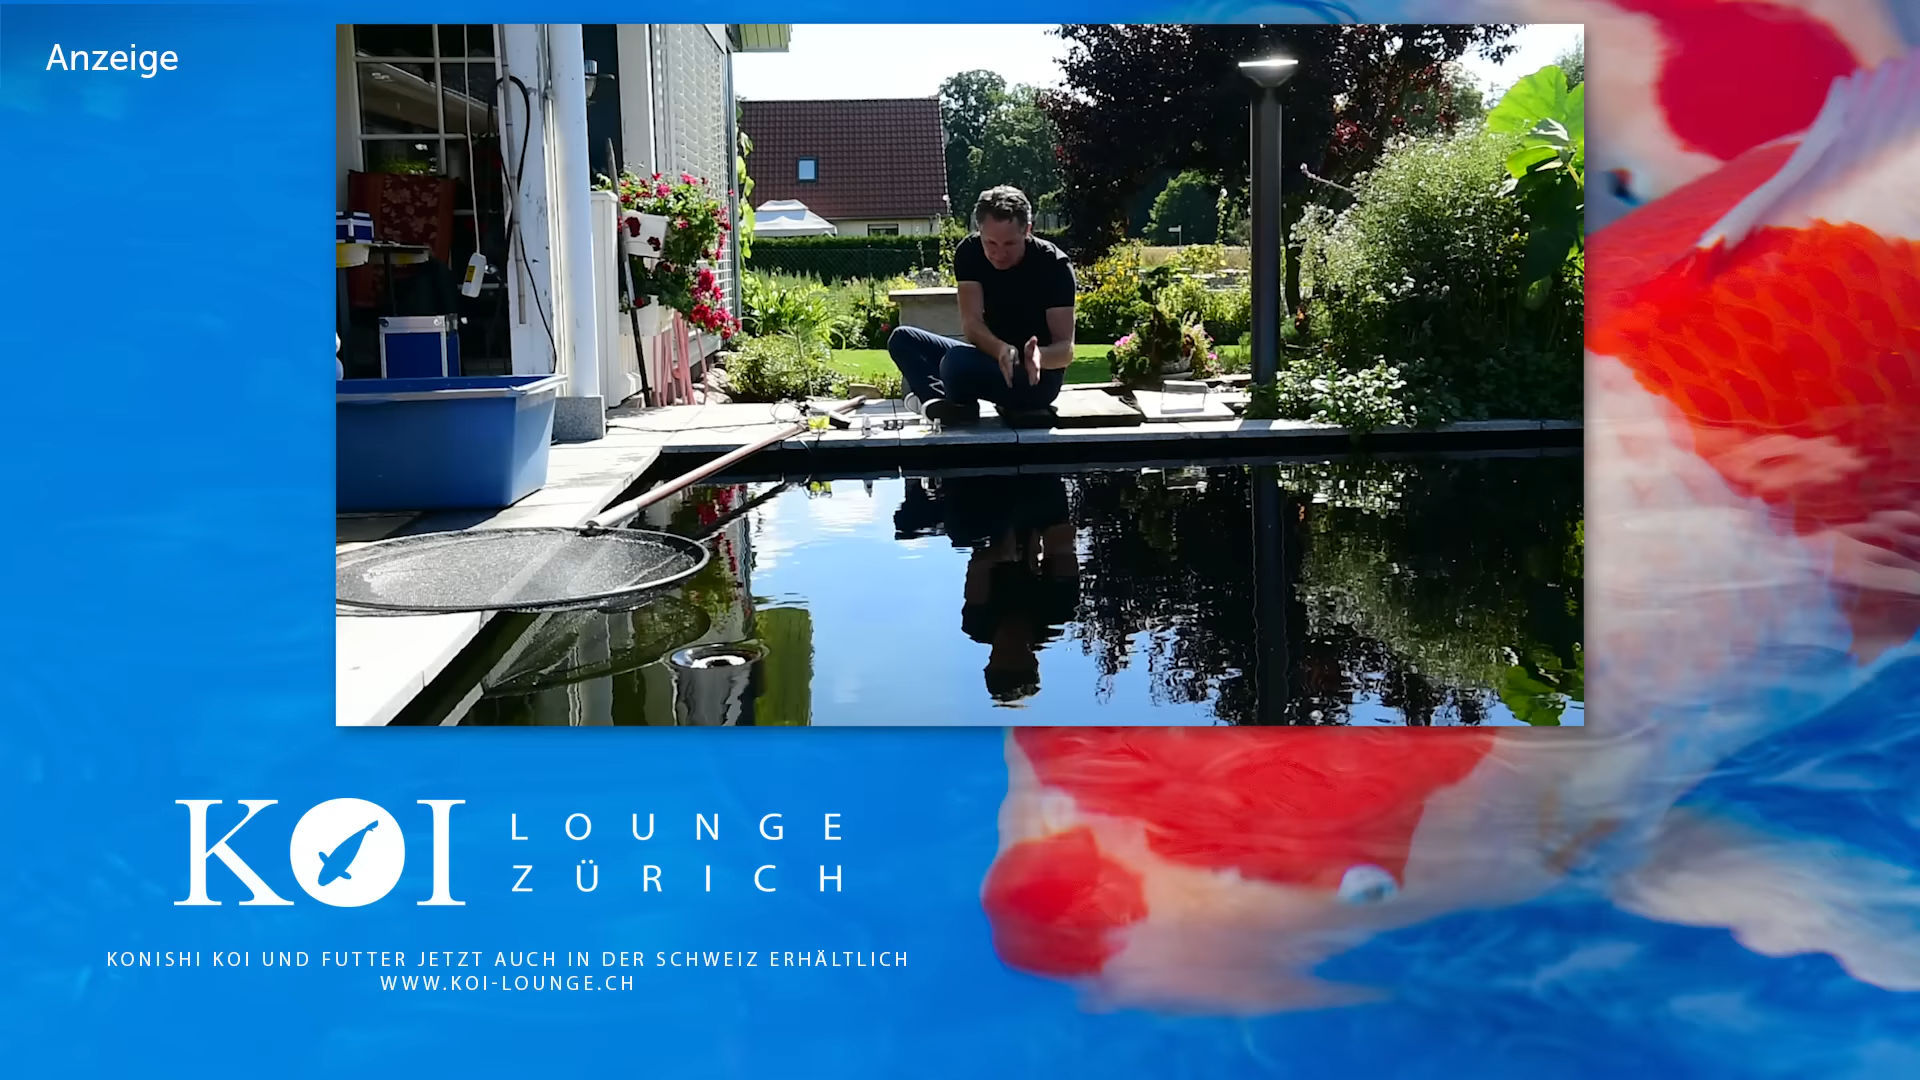 Anzeige
KOI LOUNGE
ZÜRICH
KONISHI KOI UND FUTTER JETZT AUCH IN DER SCHWEIZ ERHÄLTLICH
WWW.KOI-LOUNGE.CH